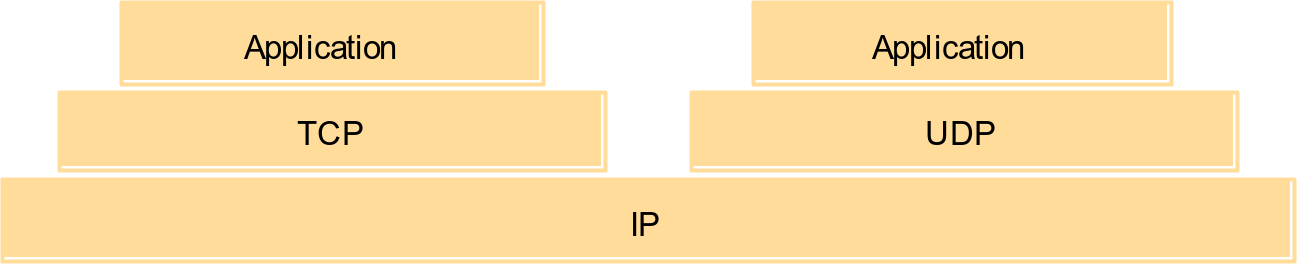 Application
Application
TCP
UDP
IP